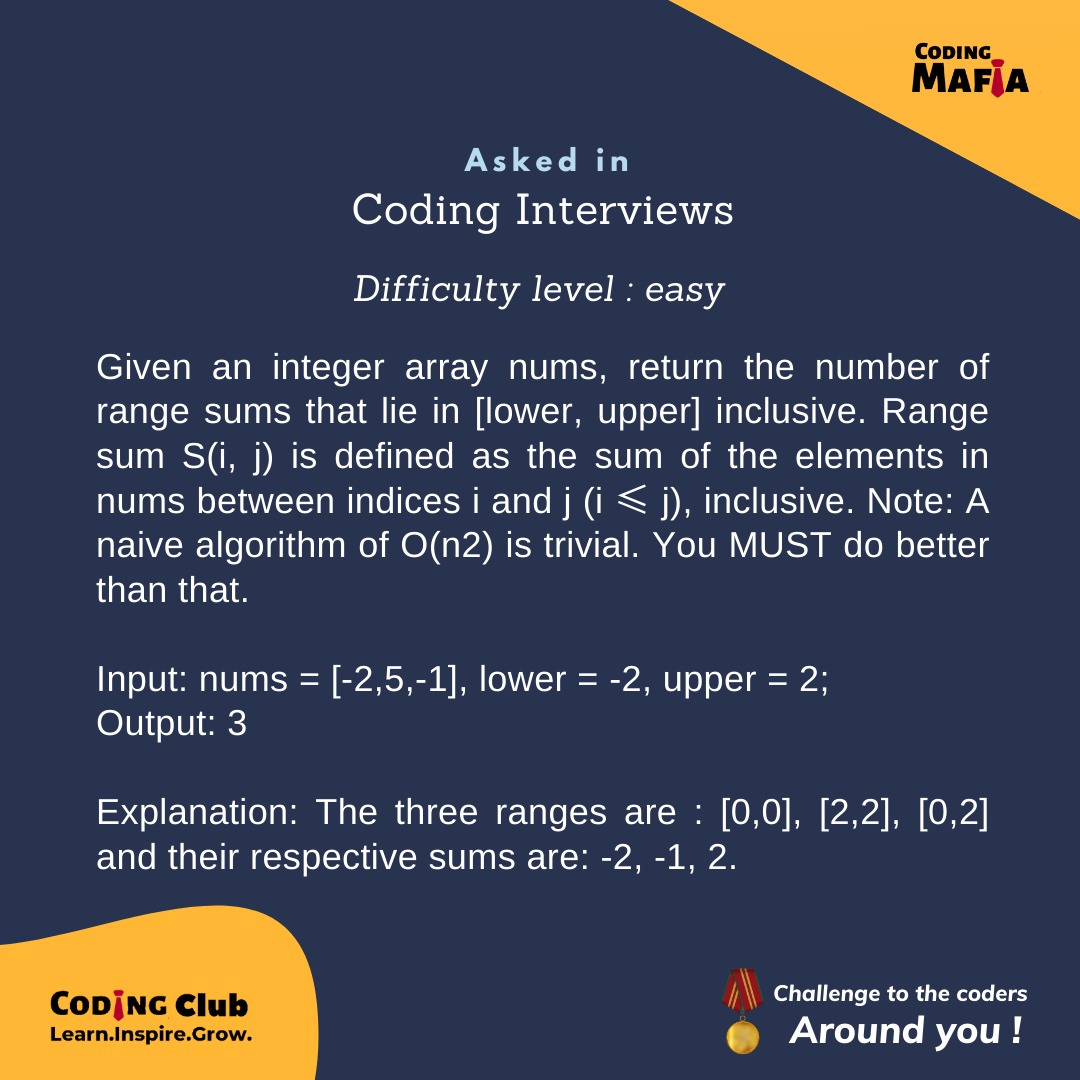 CODING
MAFiA
Asked in
Coding Interviews
Difficulty level : easy
Given an integer array nums, return the number of
range sums that lie in [lower, upper] inclusive. Range
sum S(i, j) is defined as the sum of the elements in
nums between indices i and j (i ⩽ j), inclusive. Note: A
naive algorithm of O(n2) is trivial. You MUST do better
than that.
Input: nums = [-2,5,-1], lower = -2, upper = 2;
Output: 3
Explanation: The three ranges are : [0,0], [2,2], [0,2]
and their respective sums are: -2, -1, 2.
CODiNG Club
Learn.Inspire.Grow.
Challenge to the coders
Around you !